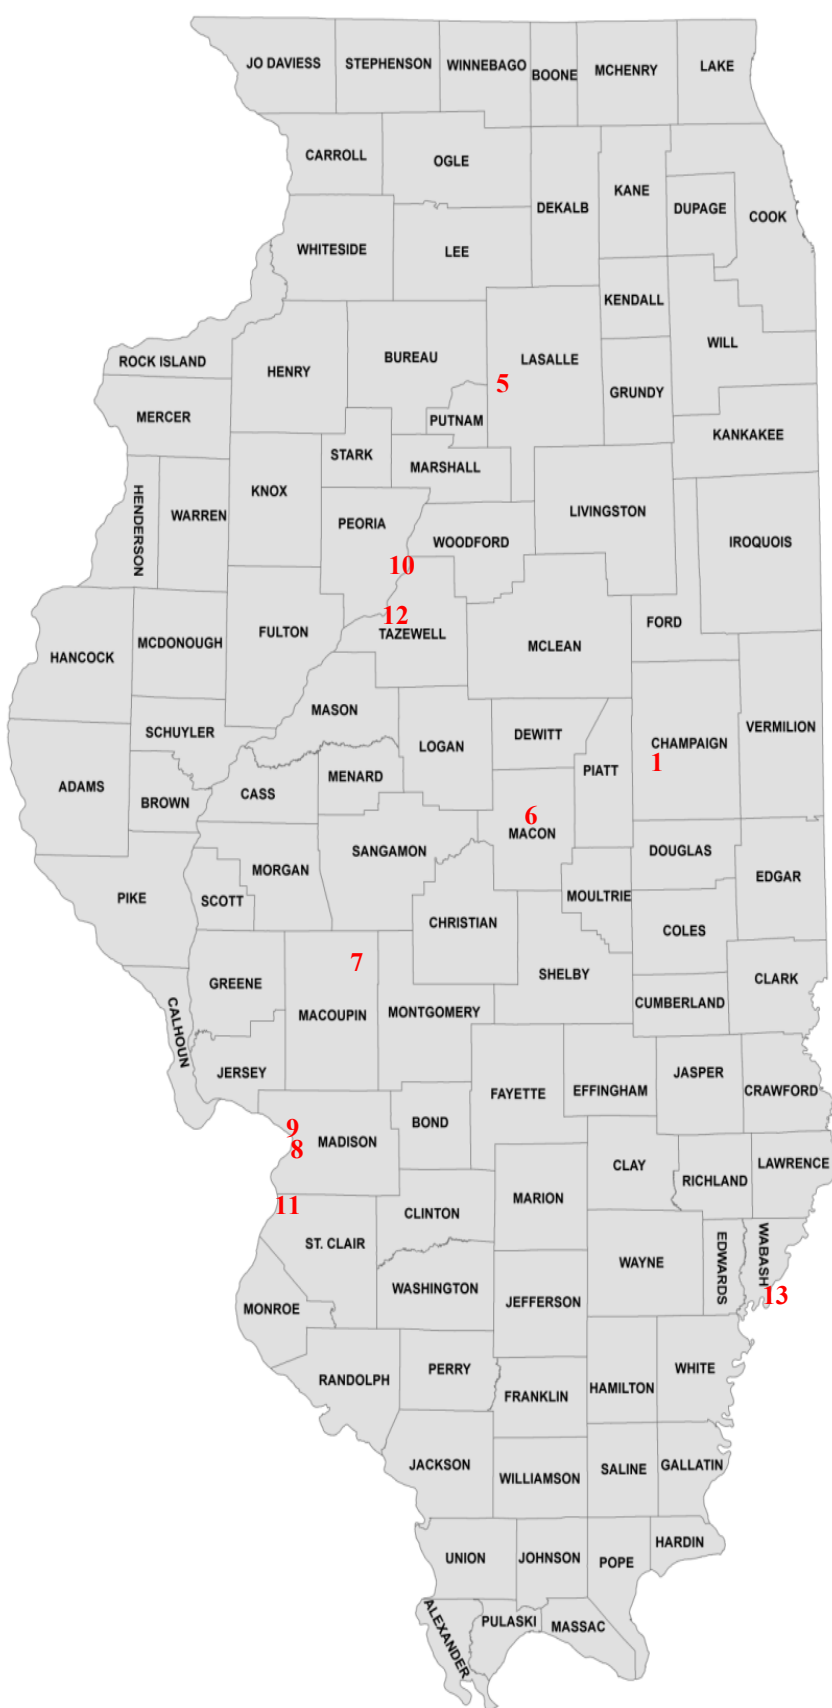 JO DAVIESS STEPHENSON WINNEBAGO BOONE MCHENRY LAKE
CARROLL OGLE DEKALB KANE DUPAGE COOK
WHITESIDE LEE KENDALL
ROCK ISLAND HENRY BUREAU LASALLE WILL
5
MERCER PUTNAM GRUNDY KANKAKEE
STARK MARSHALL
HENDERSON WARREN KNOX PEORIA WOODFORD LIVINGSTON IROQUOIS
10
12
HANCOCK MCDONOUGH FULTON TAZEWELL MCLEAN FORD
SCHUYLER MASON LOGAN DEWITT CHAMPAIGN VERMILION
1
ADAMS BROWN CASS MENARD PIATT
6
MACON
MORGAN SANGAMON DOUGLAS EDGAR
PIKE SCOTT CHRISTIAN MOULTRIE COLES
7
GREENE SHELBY CLARK
CALHOUN MACOUPIN MONTGOMERY CUMBERLAND
JERSEY FAYETTE EFFINGHAM JASPER CRAWFORD
9
MADISON BOND
8
CLAY RICHLAND LAWRENCE
11
CLINTON MARION
ST. CLAIR WAYNE EDWARDS WABASH
13
MONROE WASHINGTON JEFFERSON
RANDOLPH PERRY FRANKLIN HAMILTON WHITE
JACKSON WILLIAMSON SALINE GALLATIN
UNION JOHNSON POPE HARDIN
ALEXANDER PULASKI MASSAC